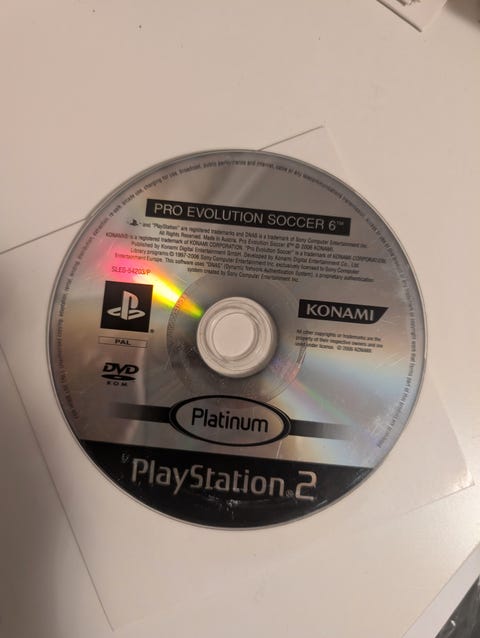 PRO EVOLUTION SOCCER 6™
and "PlayStation" are registered trademarks and DNAS is a trademark of Sony Computer Entertainment Inc.
All Rights Reserved. Made in Austria. Pro Evolution Soccer 6™ © 2006 KONAMI.
KONAMI® is a registered trademark of KONAMI CORPORATION. "Pro Evolution Soccer" is a trademark of KONAMI CORPORATION.
Published by Konami Digital Entertainment GmbH. Developed by Konami Digital Entertainment Co., Ltd.
Library programs © 1997-2006 Sony Computer Entertainment Inc. exclusively licensed to Sony Computer
Entertainment Europe. This software uses "DNAS" (Dynamic Network Authentication System), a proprietary authentication
system created by Sony Computer Entertainment Inc.
SLES-54203/P
PAL
KONAMI
All other copyrights or trademarks are the
property of their respective owners and are
used under license. © 2006 KONAMI
DVD
ROM
Platinum
PlayStation®2